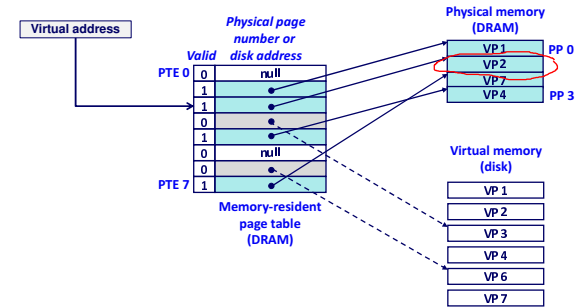 Virtual address
Physical page
number or
disk address
Valid
PTE 0
0
null
1
1
0
1
0
null
0
PTE 7
1
Memory-resident
page table
(DRAM)
Physical memory
(DRAM)
VP 1
PP 0
VP 2
VP 7
VP 4
PP 3
Virtual memory
(disk)
VP 1
VP 2
VP 3
VP 4
VP 6
VP 7